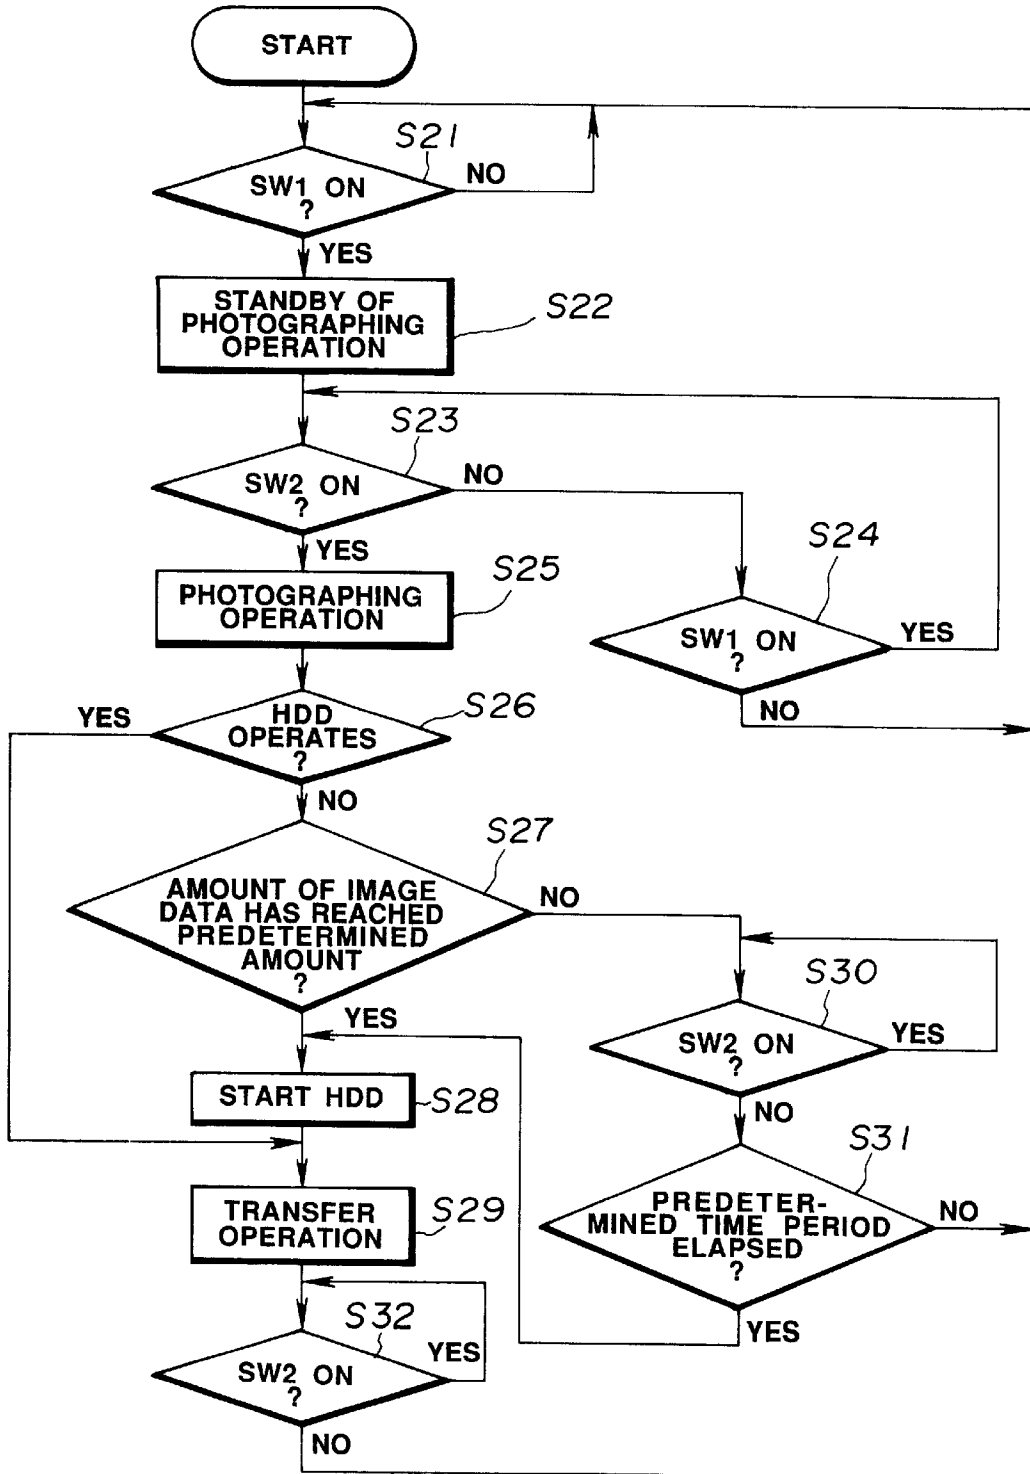 START
S21
SW1 ON
?
NO
YES
STANDBY OF
PHOTOGRAPHING
OPERATION
S22
S23
SW2 ON
?
NO
YES
S24
SW1 ON
?
YES
NO
PHOTOGRAPHING
OPERATION
S25
YES
HDD
OPERATES
?
S26
NO
S27
AMOUNT OF IMAGE
DATA HAS REACHED
PREDETERMINED
AMOUNT
?
NO
YES
S30
SW2 ON
?
YES
NO
START HDD
S28
S31
PREDETER-
MINED TIME PERIOD
ELAPSED
?
NO
YES
TRANSFER
OPERATION
S29
S32
SW2 ON
?
YES
NO